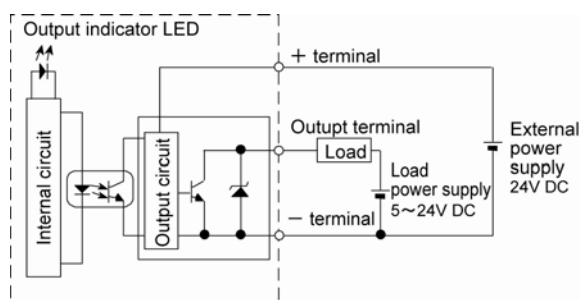 Output indicator LED
+ terminal
Internal circuit
Output circuit
Outupt terminal
Load
Load
power supply
5～24V DC
External
power
supply
24V DC
− terminal